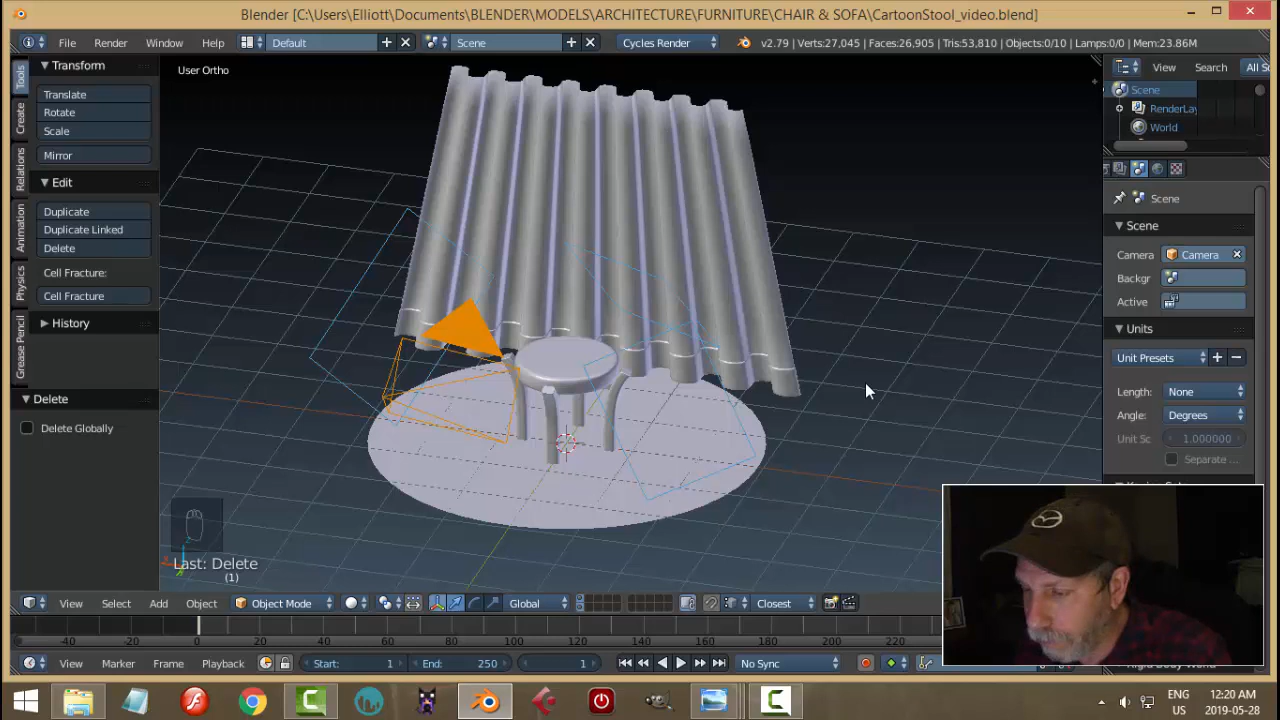 Blender [C:\Users\Elliott\Documents\BLENDER\MODELS\ARCHITECTURE\FURNITURE\CHAIR & SOFA\CartoonStool_video.blend]
File Render Window Help Default Scene Cycles Render v2.79 | Verts:27,045 | Faces:26,905 | Tris:53,810 | Objects:0/10 | Lamps:0/0 | Mem:23.86M
Transform
User Ortho
View Search All Sc
Tools
Translate
Rotate
Scale
Mirror
Create
Relations
Animation
Physics
Grease Pencil
Edit
Duplicate
Duplicate Linked
Delete
Cell Fracture:
Cell Fracture
History
Delete
Delete Globally
Scene
RenderLay
World
Scene
Scene
Camera Camera
Backgr
Active
Units
Unit Presets
Length: None
Angle: Degrees
Unit Sc 1.000000
Separate ...
Last: Delete
(1)
View Select Add Object Object Mode Global Closest
-40 -20 0 20 40 60 80 100 120 140 160 180 200 220
View Marker Frame Playback Start: 1 End: 250 1 No Sync
ENG 12:20 AM
US 2019-05-28